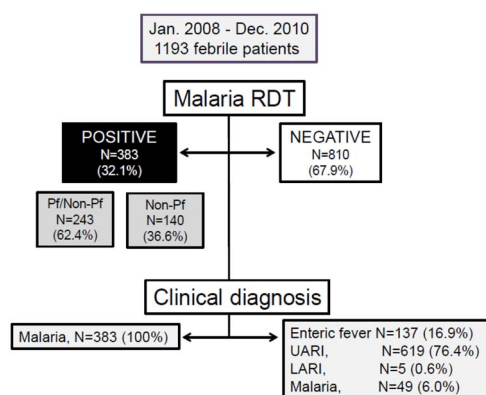 Jan. 2008 - Dec. 2010
1193 febrile patients
Malaria RDT
POSITIVE
N=383
(32.1%)
NEGATIVE
N=810
(67.9%)
Pf/Non-Pf
N=243
(62.4%)
Non-Pf
N=140
(36.6%)
Clinical diagnosis
Malaria, N=383 (100%)
Enteric fever N=137 (16.9%)
UARI, N=619 (76.4%)
LARI, N=5 (0.6%)
Malaria, N=49 (6.0%)